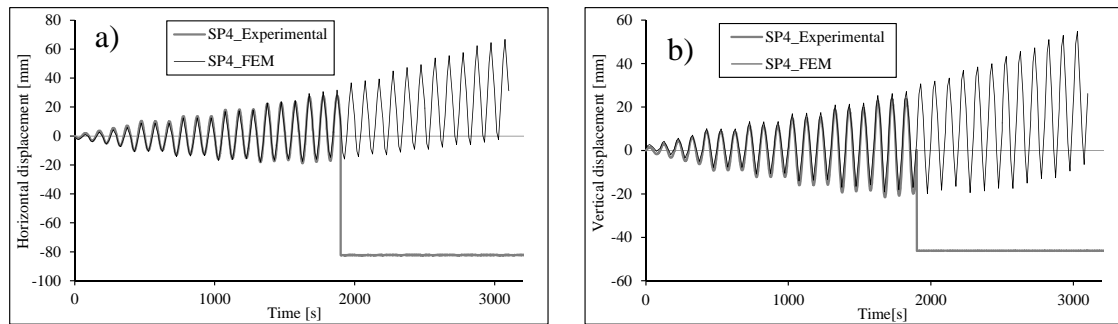 a)
SP4_Experimental
SP4_FEM
Horizontal displacement [mm]
80
60
40
20
0
-20
-40
-60
-80
-100
0
1000
2000
3000
Time [s]
b)
SP4_Experimental
SP4_FEM
Vertical displacement [mm]
60
40
20
0
-20
-40
-60
0
1000
2000
3000
Time[s]